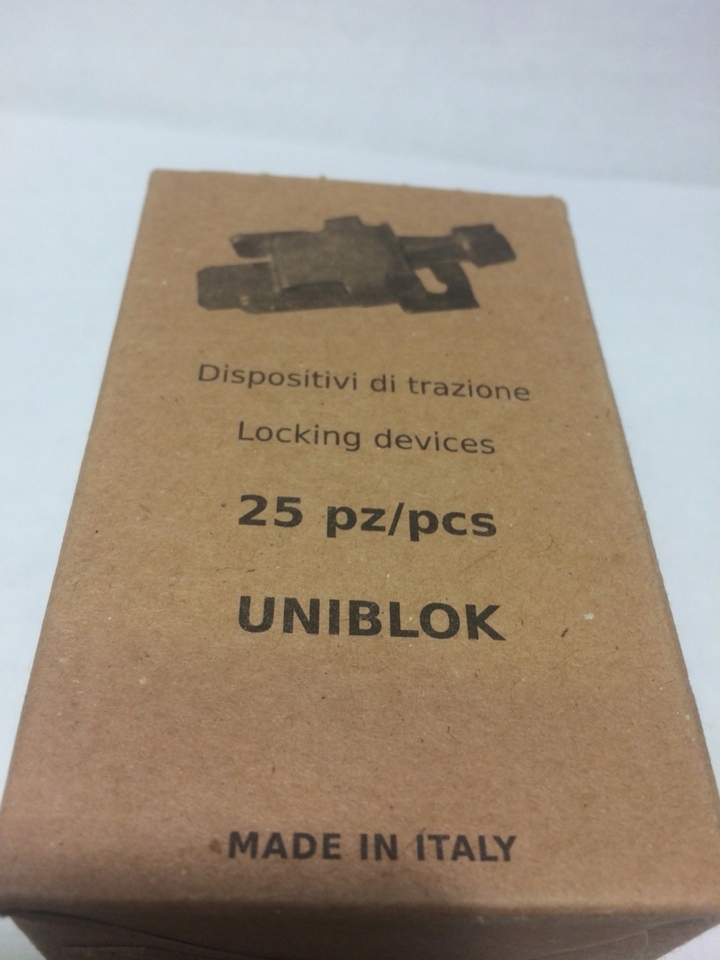 Dispositivi di trazione
Locking devices
25 pz/pcs
UNIBLOK
MADE IN ITALY